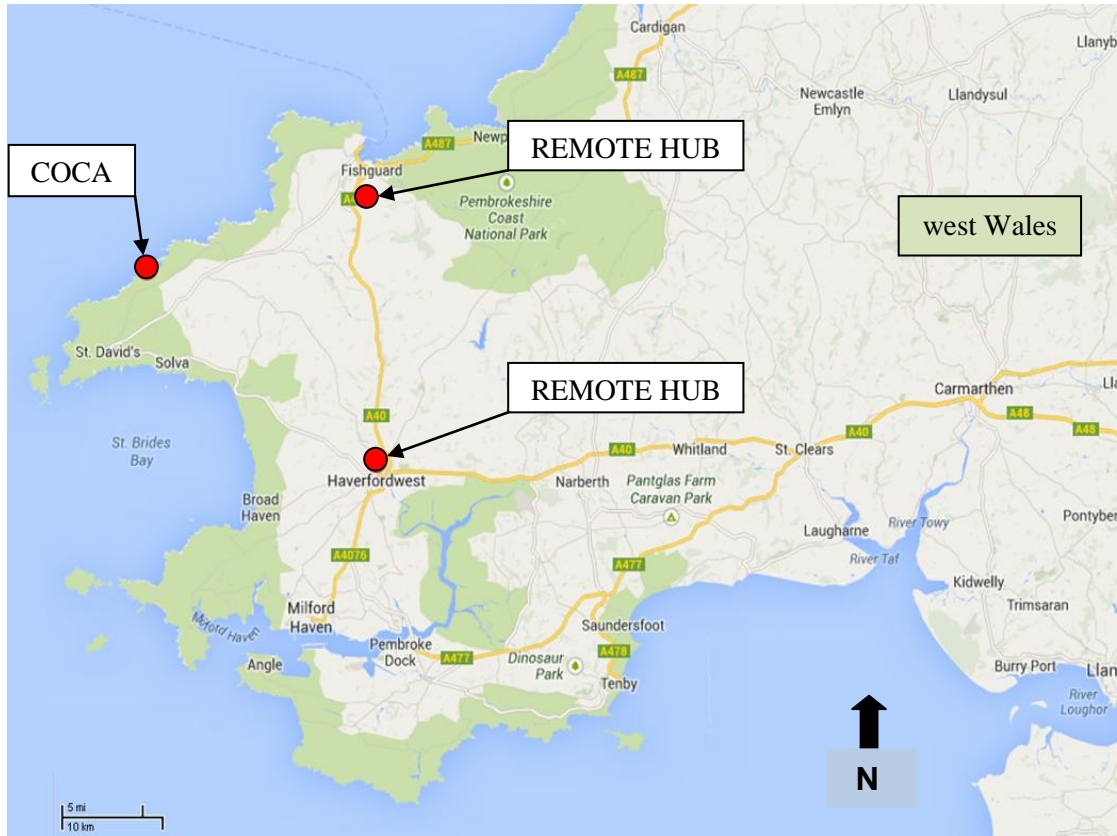 Cardigan
Llanyb
A487
Newcastle
Emlyn
Llandysul
A487
Newp
REMOTE HUB
COCA
Fishguard
Pembrokeshire
Coast
National Park
west Wales
St. David's
Solva
REMOTE HUB
Carmarthen
A40
A48
A48
St. Brides
Bay
A40
Whitland
St. Clears
A40
Haverfordwest
Narberth
Pantglas Farm
Caravan Park
Broad
Haven
Laugharne
River Towy
Pontyber
A4076
River Taf
A477
Kidwelly
Trimsaran
Milford
Haven
Milford Haven
Saundersfoot
Pembroke
Dock
A477
Dinosaur
Park
A478
Angle
Tenby
Burry Port
Llan
River
Loughor
N
5 mi
10 km